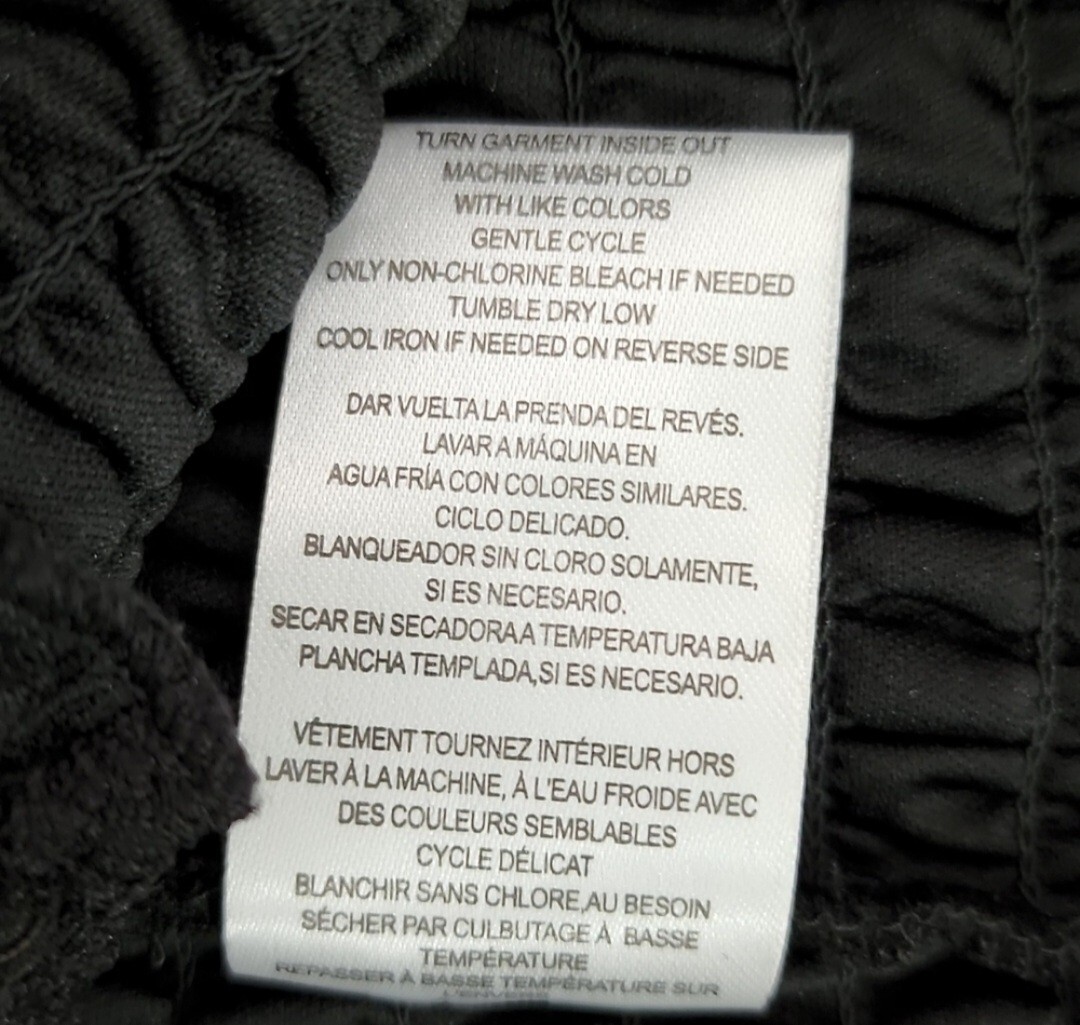 TURN GARMENT INSIDE OUT
MACHINE WASH COLD
WITH LIKE COLORS
GENTLE CYCLE
ONLY NON-CHLORINE BLEACH IF NEEDED
TUMBLE DRY LOW
COOL IRON IF NEEDED ON REVERSE SIDE
DAR VUELTA LA PRENDA DEL REVÉS.
LAVAR A MÁQUINA EN
AGUA FRÍA CON COLORES SIMILARES.
CICLO DELICADO.
BLANQUEADOR SIN CLORO SOLAMENTE,
SI ES NECESARIO.
SECAR EN SECADORA A TEMPERATURA BAJA
PLANCHA TEMPLADA,SI ES NECESARIO.
VÊTEMENT TOURNEZ INTÉRIEUR HORS
LAVER À LA MACHINE, À L'EAU FROIDE AVEC
DES COULEURS SEMBLABLES
CYCLE DÉLICAT
BLANCHIR SANS CHLORE,AU BESOIN
SÉCHER PAR CULBUTAGE À BASSE
TEMPÉRATURE
REPASSER À BASSE TEMPÉRATURE SUR
L'ENVERS